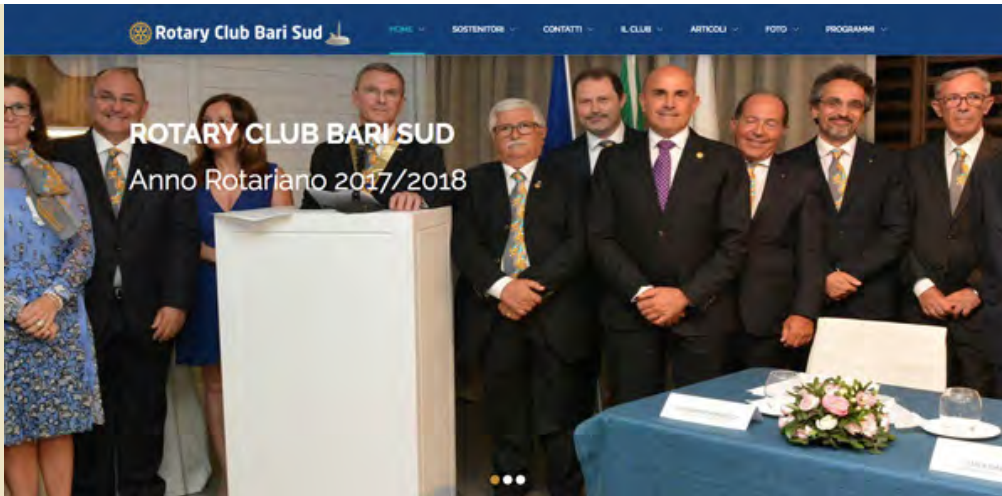 Rotary Club Bari Sud
HOME SOSTENITORI CONTATTI IL CLUB ARTICOLI FOTO PROGRAMMI
ROTARY CLUB BARI SUD
Anno Rotariano 2017/2018